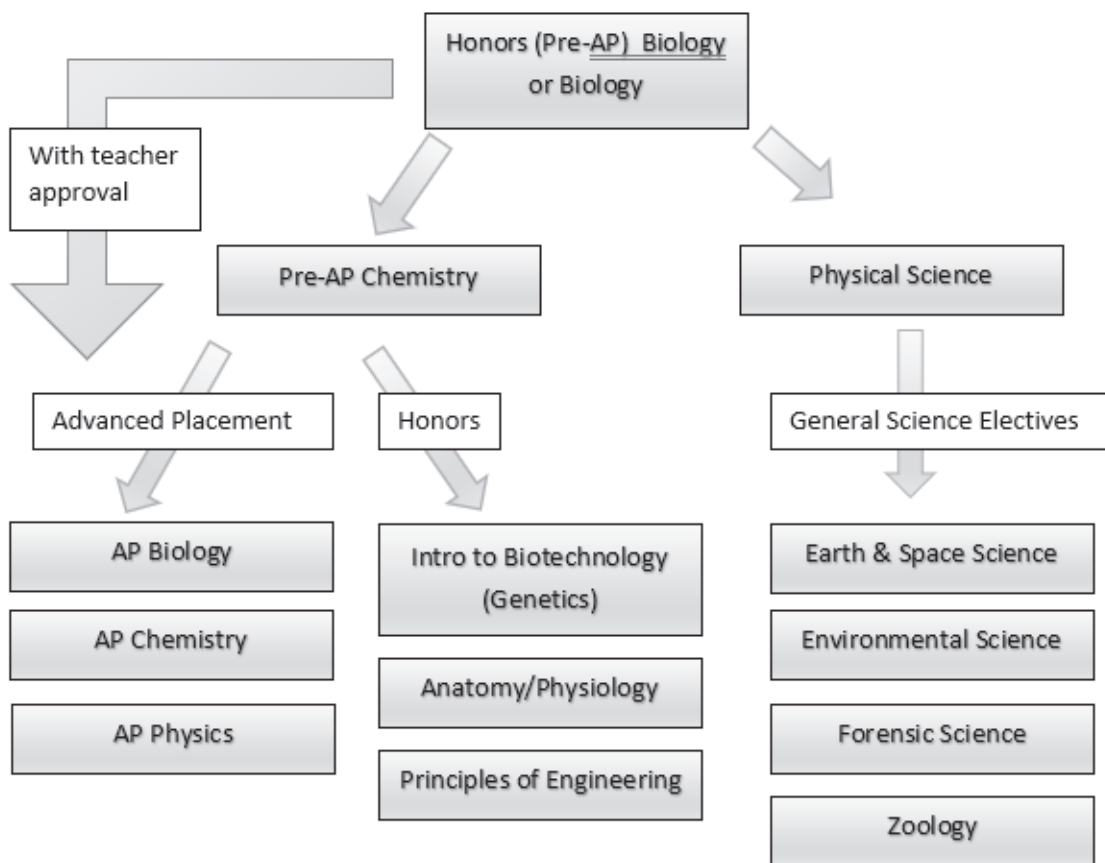 Honors (Pre-AP) Biology
or Biology
With teacher
approval
Pre-AP Chemistry
Physical Science
Advanced Placement
Honors
General Science Electives
AP Biology
AP Chemistry
AP Physics
Intro to Biotechnology
(Genetics)
Anatomy/Physiology
Principles of Engineering
Earth & Space Science
Environmental Science
Forensic Science
Zoology